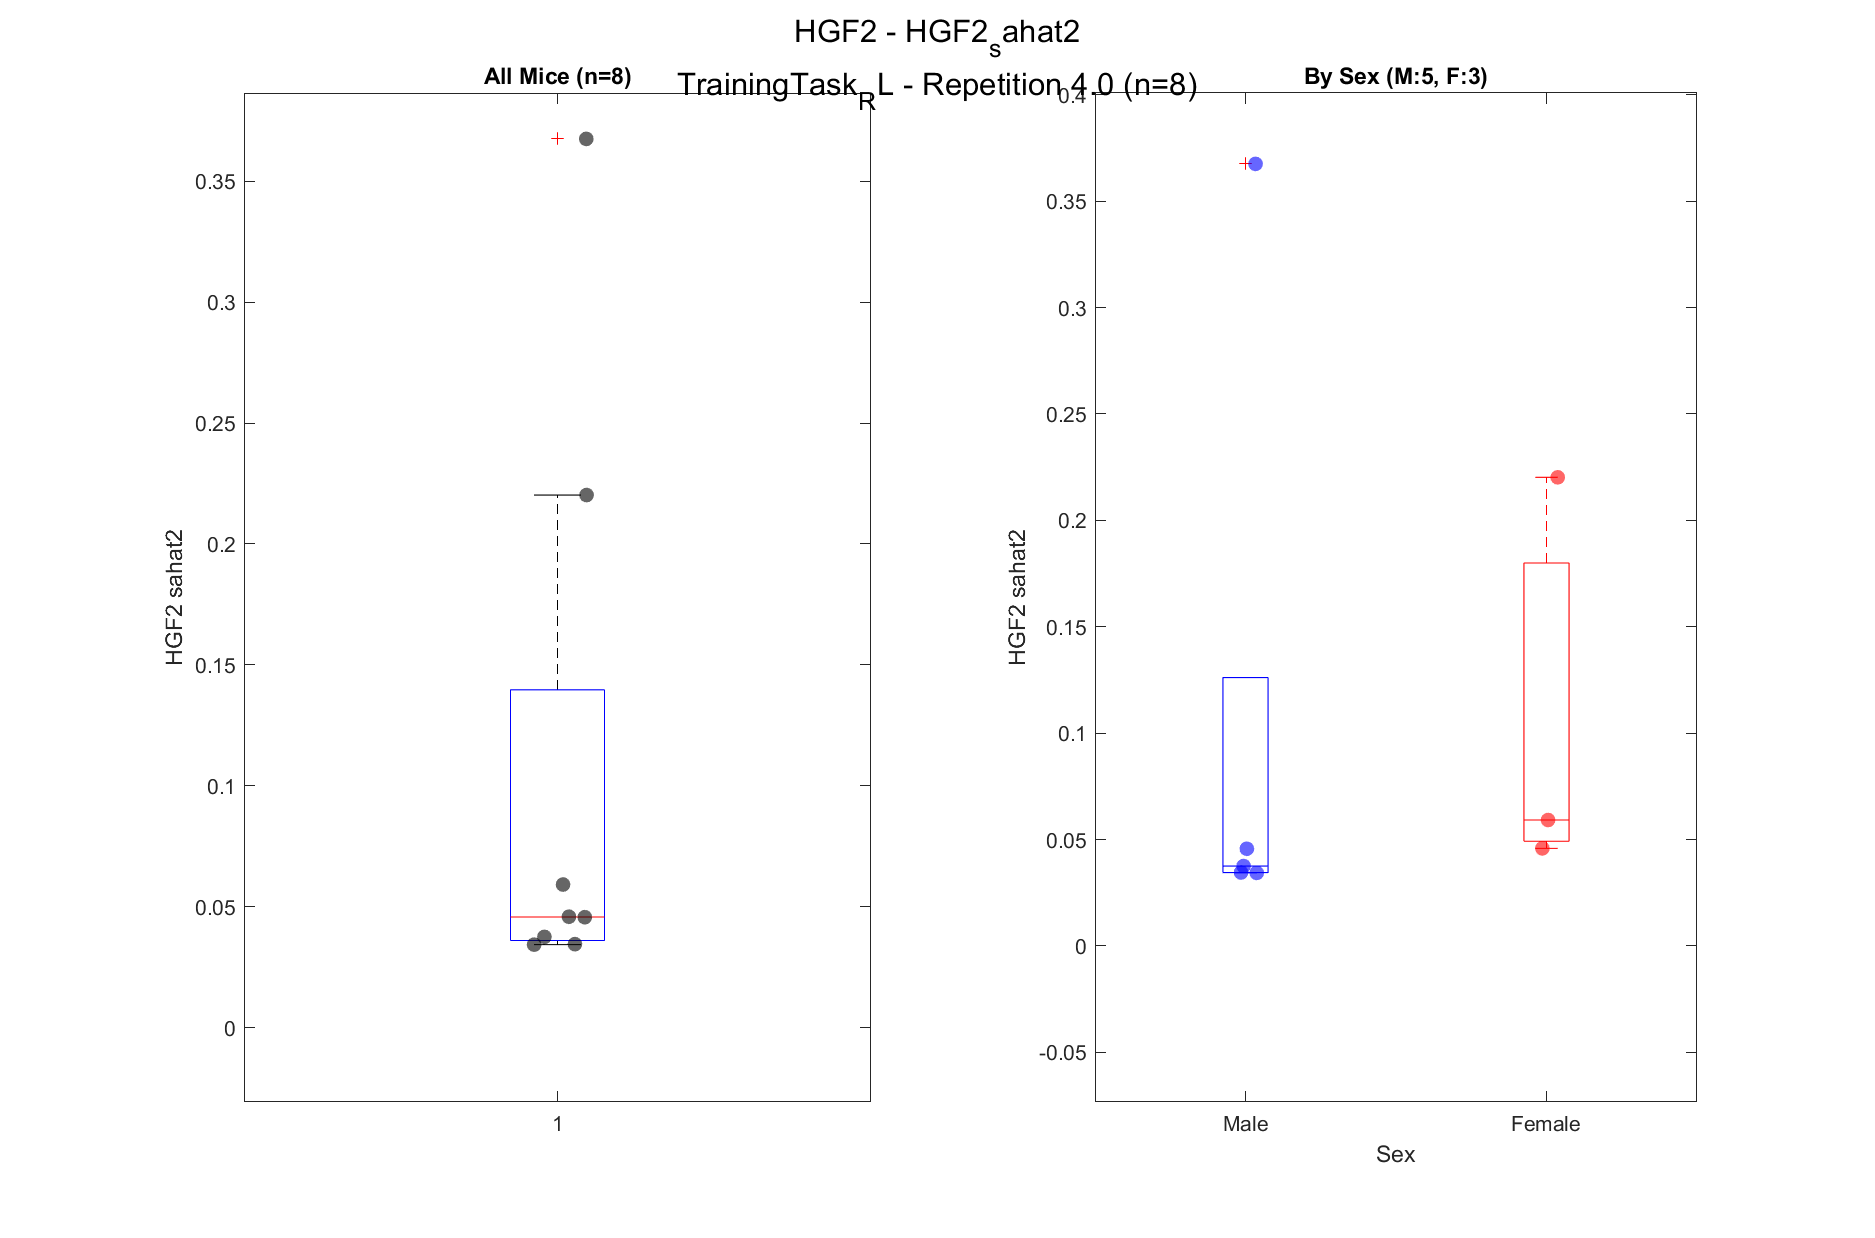 HGF2 - HGF2sahat2
TrainingTaskRL - Repetition 4.0 (n=8)
All Mice (n=8)
HGF2 sahat2
0.35
0.3
0.25
0.2
0.15
0.1
0.05
0
1
By Sex (M:5, F:3)
HGF2 sahat2
0.4
0.35
0.3
0.25
0.2
0.15
0.1
0.05
0
-0.05
Male Female
Sex